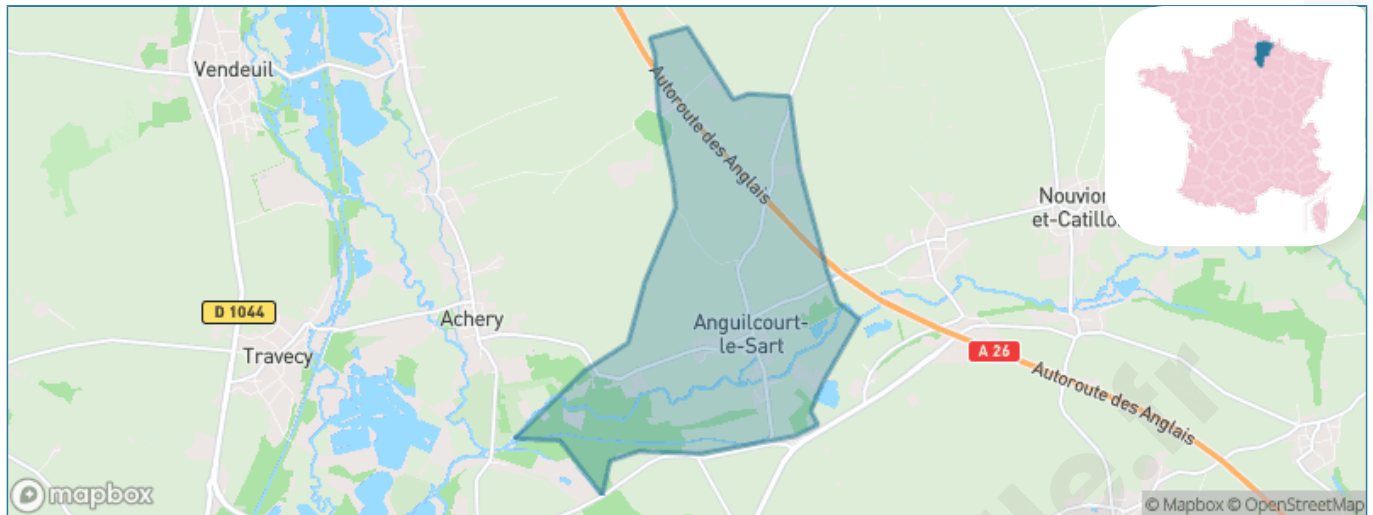 Vendeuil
Autoroute des Anglais
Nouvion-
et-Catillo
D 1044
Achery
Anguilcourt-
le-Sart
Travecy
A 26
Autoroute des Anglais
mapbox
© Mapbox © OpenStreetMap